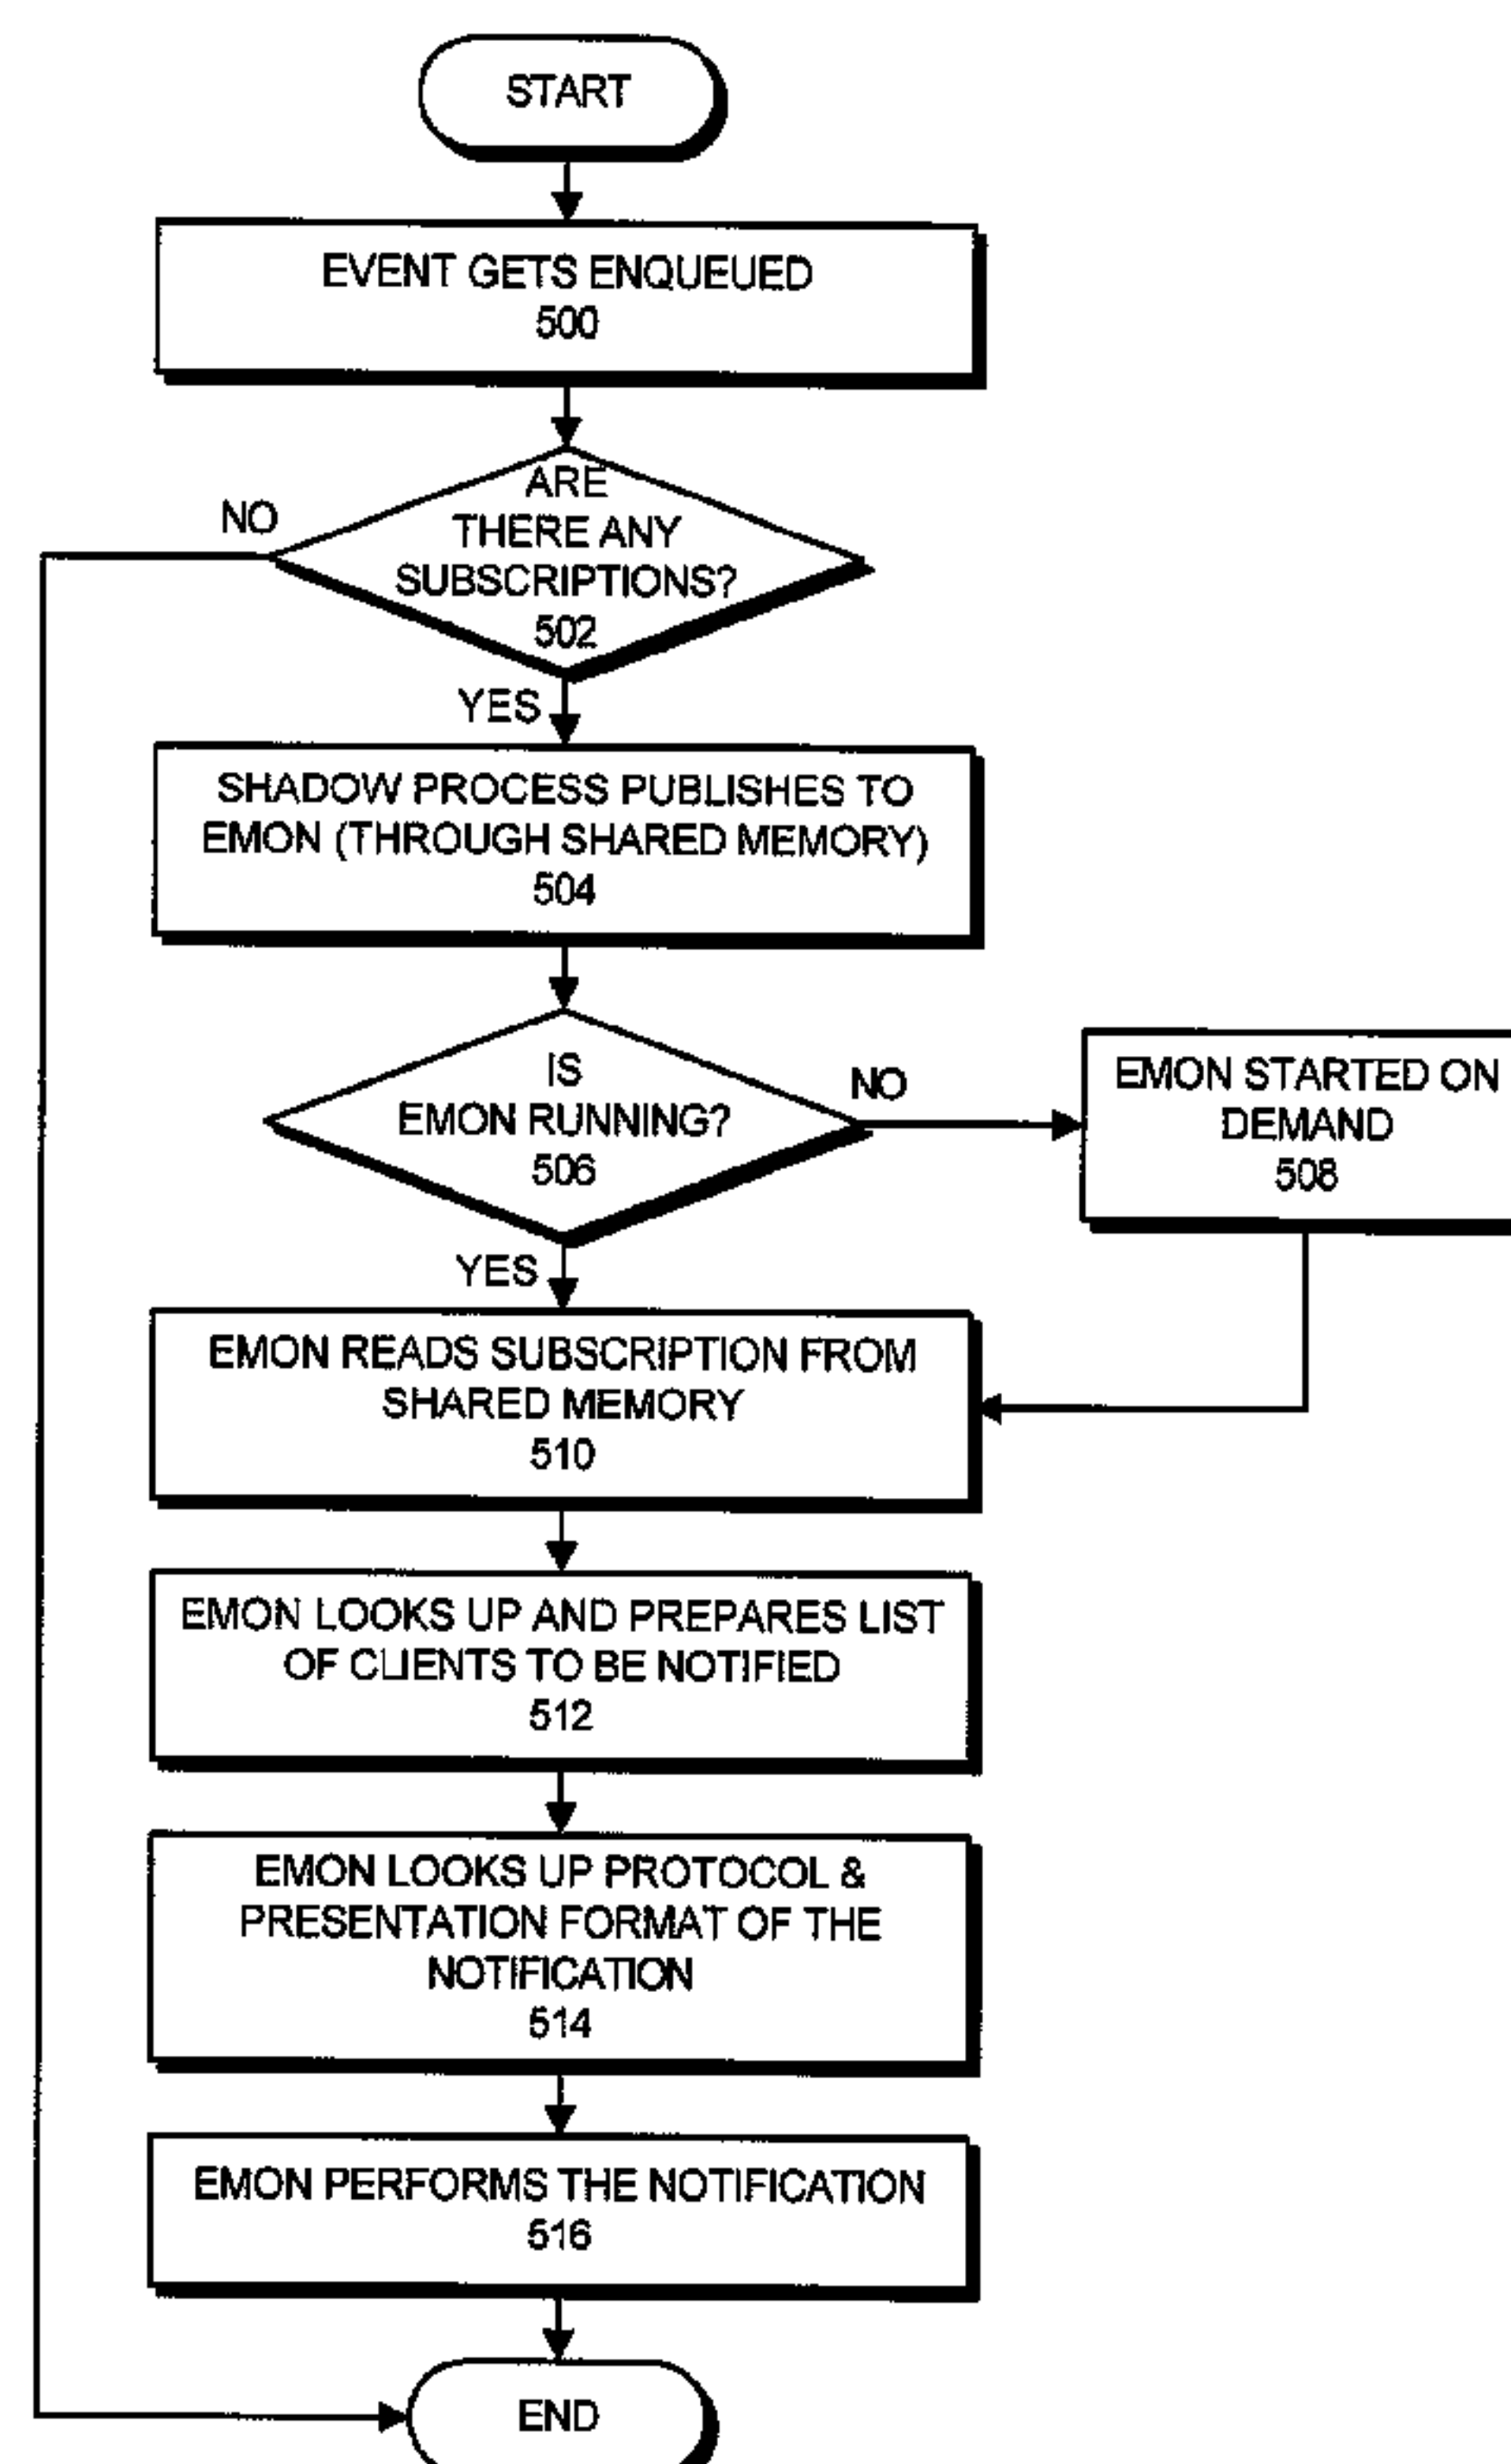 START
EVENT GETS ENQUEUED
500
ARE
THERE ANY
SUBSCRIPTIONS?
502
NO
YES
SHADOW PROCESS PUBLISHES TO
EMON (THROUGH SHARED MEMORY)
504
IS
EMON RUNNING?
506
NO
EMON STARTED ON
DEMAND
508
YES
EMON READS SUBSCRIPTION FROM
SHARED MEMORY
510
EMON LOOKS UP AND PREPARES LIST
OF CLIENTS TO BE NOTIFIED
512
EMON LOOKS UP PROTOCOL &
PRESENTATION FORMAT OF THE
NOTIFICATION
514
EMON PERFORMS THE NOTIFICATION
516
END